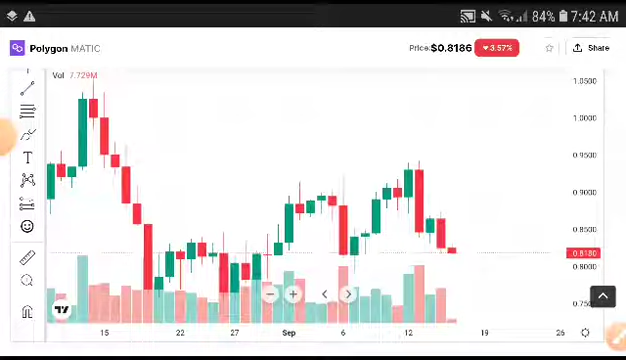 84% 7:42 AM
Polygon MATIC Price: $0.8186 3.57% Share
Vol 7.729M
1.0500
1.0000
0.9500
0.9000
0.8500
0.8180
0.8000
0.75
15 22 27 Sep 6 12 19 26